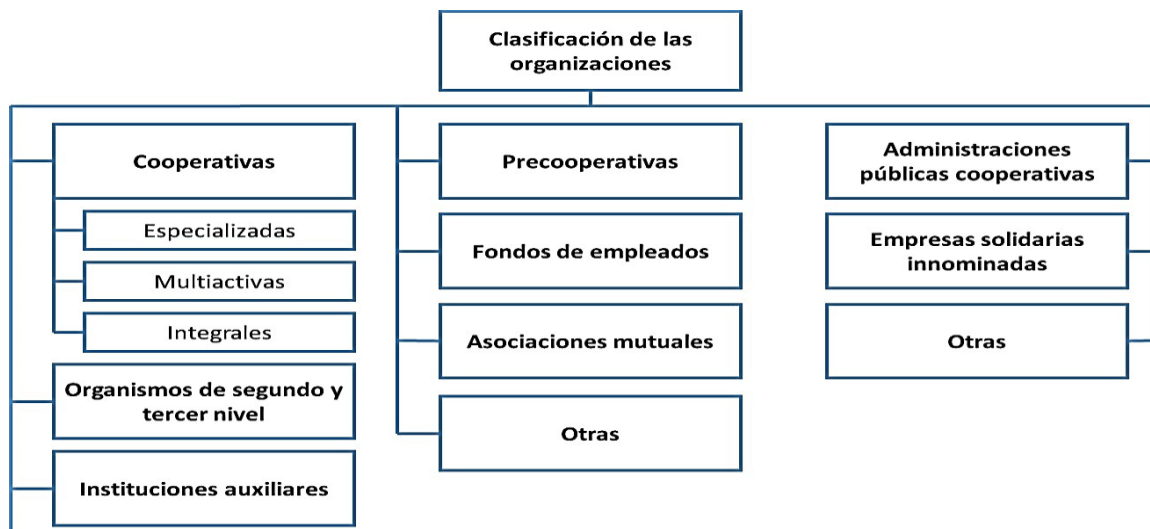 Clasificación de las
organizaciones
Cooperativas
Especializadas
Multiactivas
Integrales
Organismos de segundo y
tercer nivel
Instituciones auxiliares
Precooperativas
Fondos de empleados
Asociaciones mutuales
Otras
Administraciones
públicas cooperativas
Empresas solidarias
innominadas
Otras